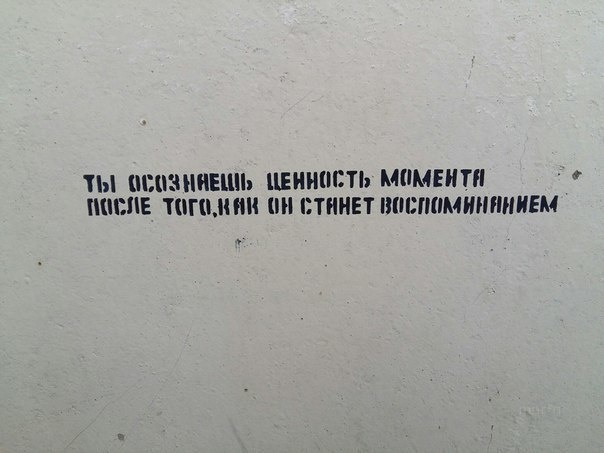 ТЫ ОСОЗНАЕШЬ ЦЕННОСТЬ МОМЕНТА
ПОСЛЕ ТОГО,КАК ОН СТАНЕТ ВОСПОМИНАНИЕМ